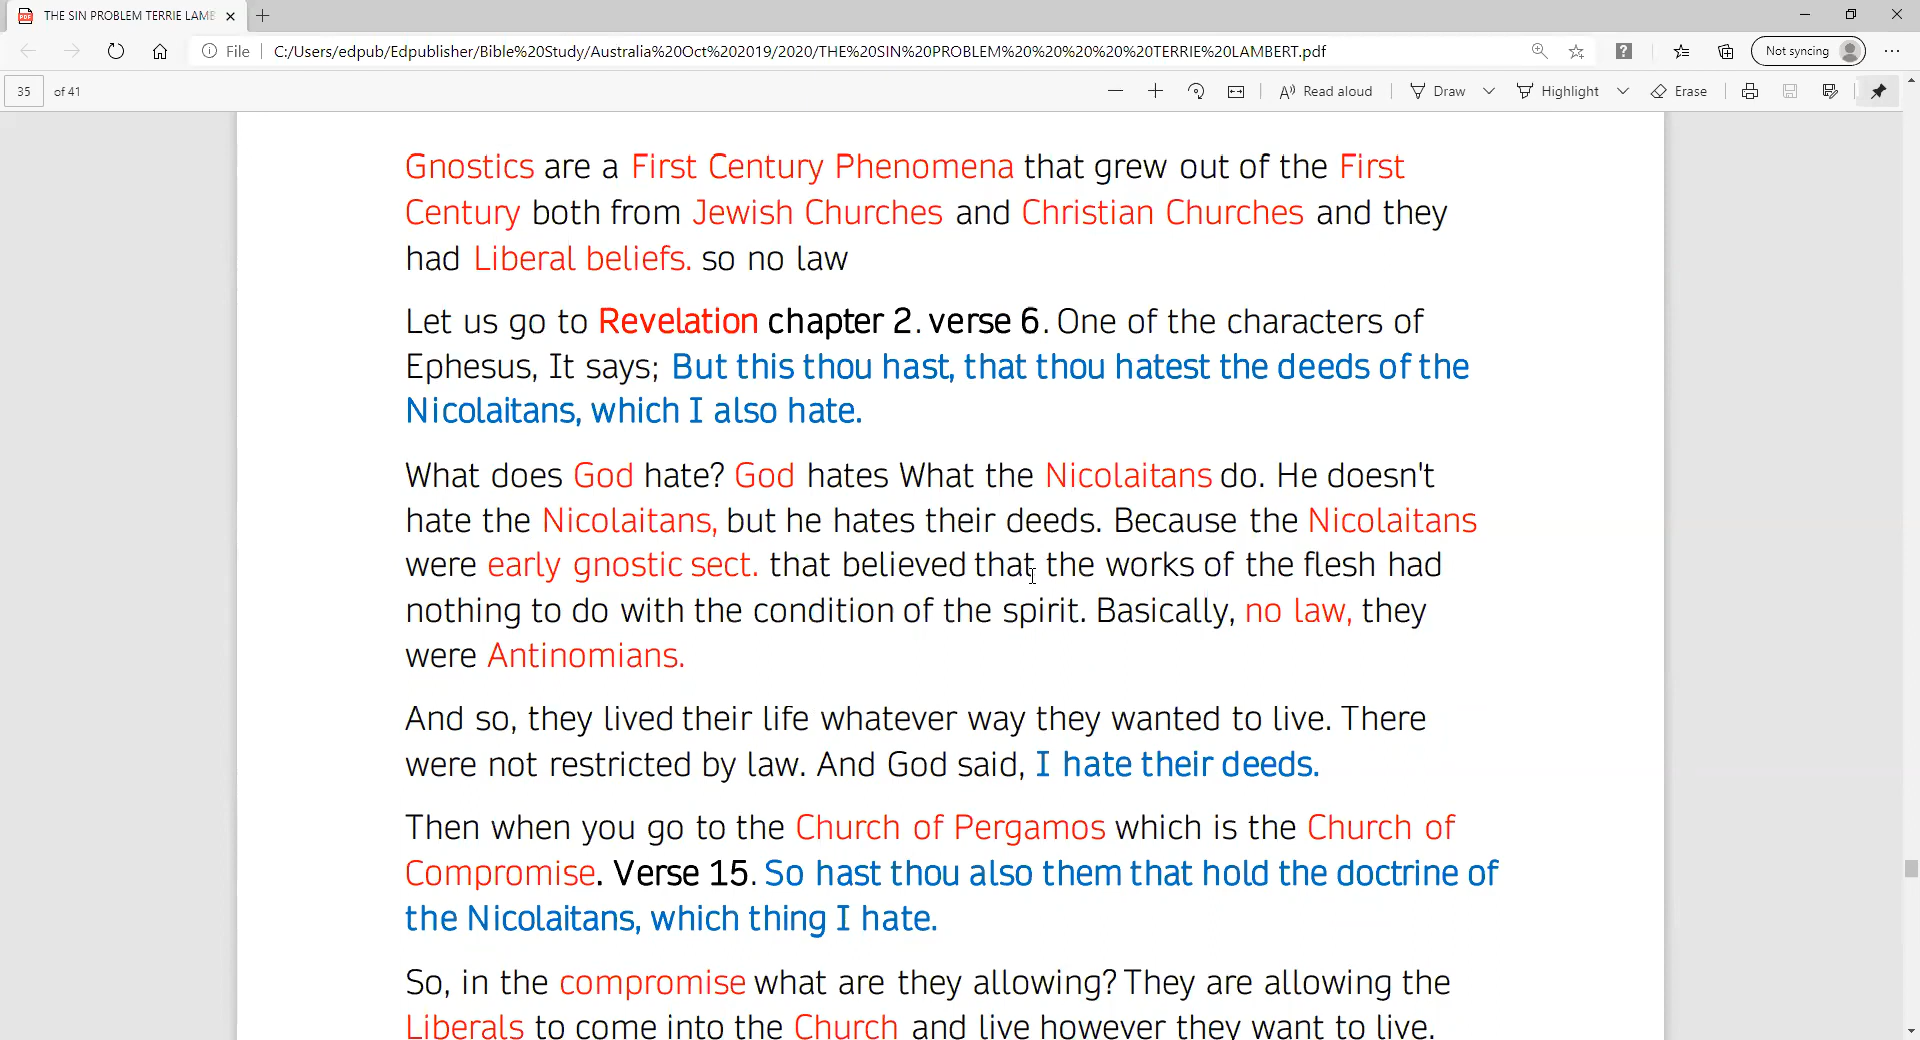 THE SIN PROBLEM TERRIE LAMB
File
C:/Users/edpub/Edpublisher/Bible%20Study/Australia%20Oct%202019/2020/THE%20SIN%20PROBLEM%20%20%20%20%20TERRIE%20LAMBERT.pdf
Not syncing
35 of 41
Read aloud
Draw
Highlight
Erase
Gnostics are a First Century Phenomena that grew out of the First
Century both from Jewish Churches and Christian Churches and they
had Liberal beliefs. so no law
Let us go to Revelation chapter 2. verse 6. One of the characters of
Ephesus, It says; But this thou hast, that thou hatest the deeds of the
Nicolaitans, which I also hate.
What does God hate? God hates What the Nicolaitans do. He doesn't
hate the Nicolaitans, but he hates their deeds. Because the Nicolaitans
were early gnostic sect. that believed that the works of the flesh had
nothing to do with the condition of the spirit. Basically, no law, they
were Antinomians.
And so, they lived their life whatever way they wanted to live. There
were not restricted by law. And God said, I hate their deeds.
Then when you go to the Church of Pergamos which is the Church of
Compromise. Verse 15. So hast thou also them that hold the doctrine of
the Nicolaitans, which thing I hate.
So, in the compromise what are they allowing? They are allowing the
Liberals to come into the Church and live however they want to live.